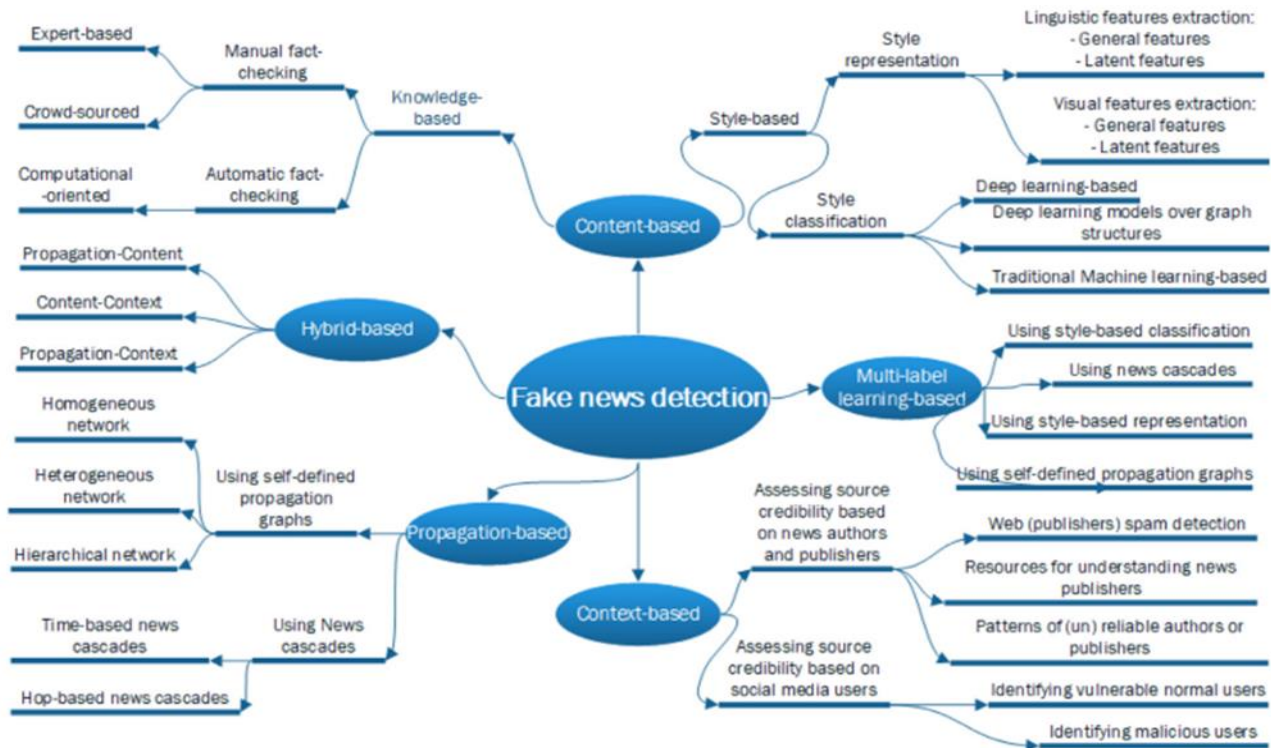 Expert-based
Manual fact-
checking
Crowd-sourced
Knowledge-
based
Computational
-oriented
Automatic fact-
checking
Content-based
Style-based
Style
representation
Linguistic features extraction:
- General features
- Latent features
Visual features extraction:
- General features
- Latent features
Style
classification
Deep learning-based
Deep learning models over graph
structures
Traditional Machine learning-based
Propagation-Content
Content-Context
Propagation-Context
Hybrid-based
Fake news detection
Multi-label
learning-based
Using style-based classification
Using news cascades
Using style-based representation
Using self-defined propagation graphs
Homogeneous
network
Heterogeneous
network
Hierarchical network
Using self-defined
propagation
graphs
Propagation-based
Time-based news
cascades
Using News
cascades
Hop-based news cascades
Context-based
Assessing source
credibility based
on news authors
and publishers
Web (publishers) spam detection
Resources for understanding news
publishers
Patterns of (un) reliable authors or
publishers
Assessing source
credibility based on
social media users
Identifying vulnerable normal users
Identifying malicious users